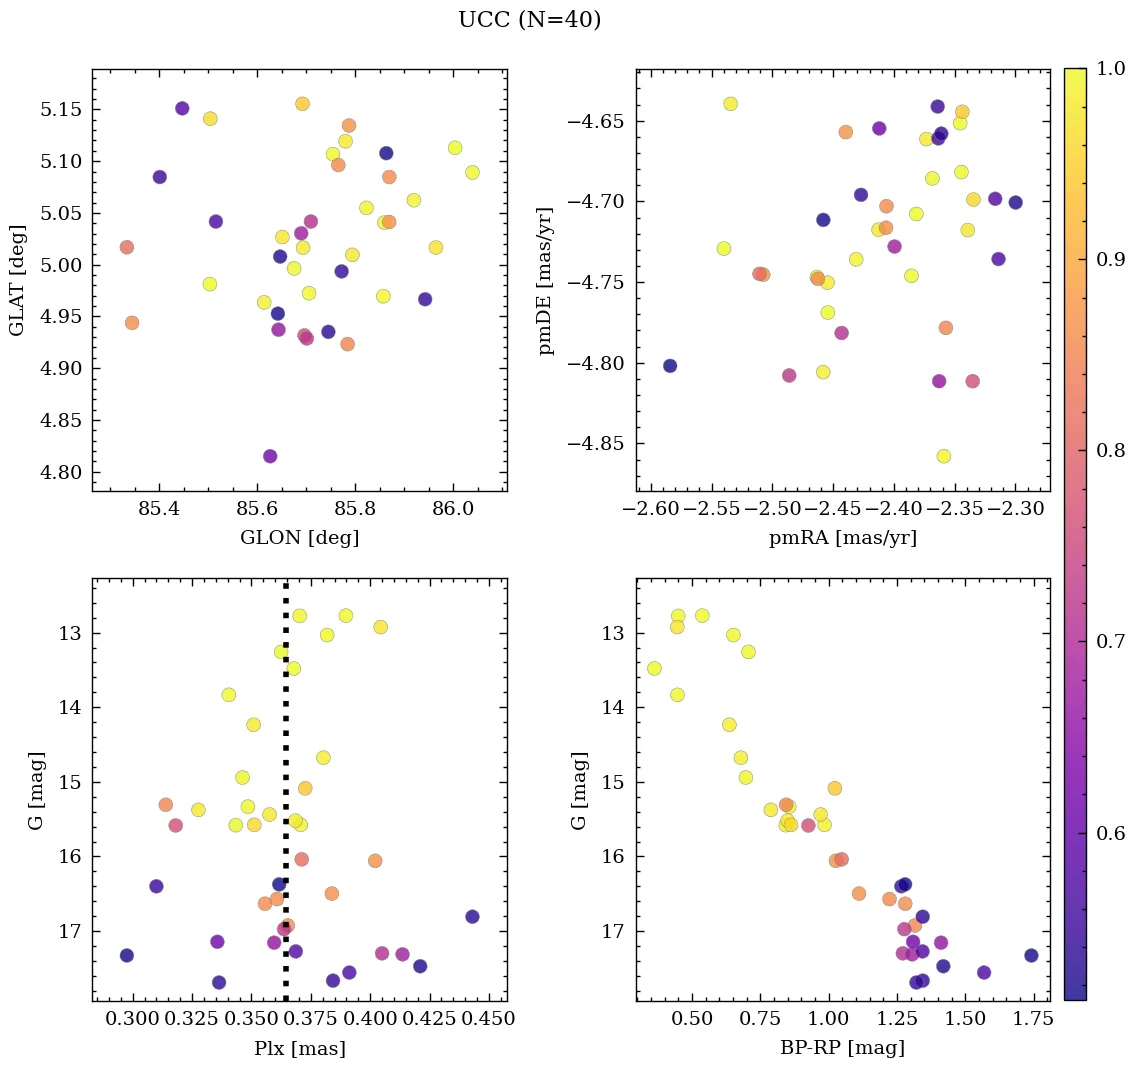 UCC (N=40)
5.15
5.10
5.05
5.00
4.95
4.90
4.85
4.80
GLAT [deg]
85.4 85.6 85.8 86.0
GLON [deg]
−4.65
−4.70
−4.75
−4.80
−4.85
pmDE [mas/yr]
−2.60 −2.55 −2.50 −2.45 −2.40 −2.35 −2.30
pmRA [mas/yr]
1.0
0.9
0.8
0.7
0.6
13
14
15
16
17
G [mag]
0.300 0.325 0.350 0.375 0.400 0.425 0.450
Plx [mas]
13
14
15
16
17
G [mag]
0.50 0.75 1.00 1.25 1.50 1.75
BP-RP [mag]